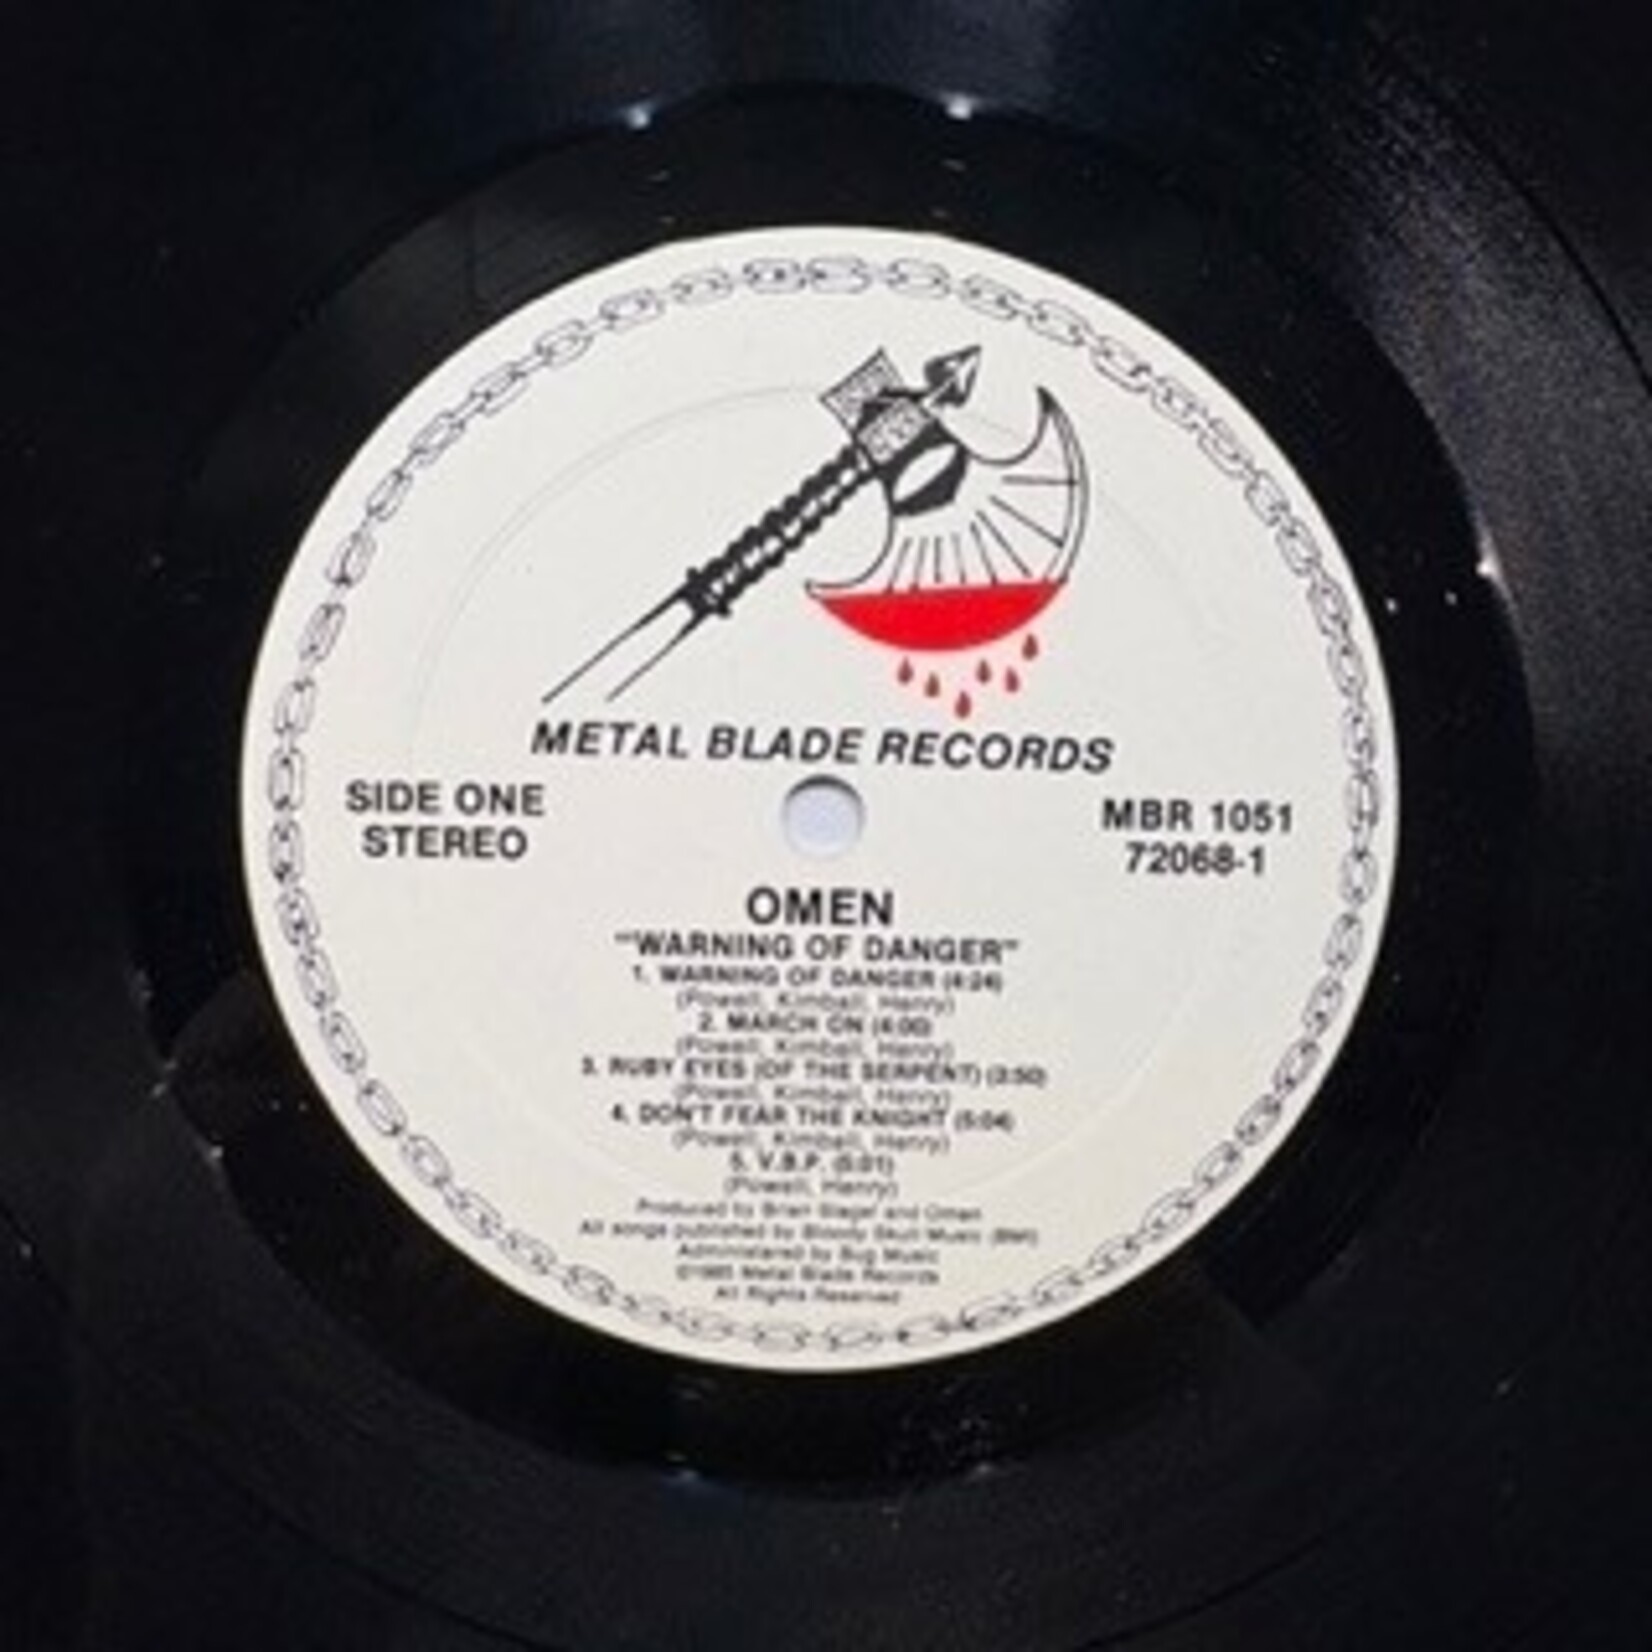 METAL BLADE RECORDS
SIDE ONE
STEREO
MBR 1051
72068-1
OMEN
"WARNING OF DANGER"
1. WARNING OF DANGER (4:24)
(Powell, Kimball, Henry)
2. MARCH ON (4:00)
(Powell, Kimball, Henry)
3. RUBY EYES (OF THE SERPENT) (3:50)
(Powell, Kimball, Henry)
4. DON'T FEAR THE KNIGHT (5:04)
(Powell, Kimball, Henry)
5. V.B.P. (5:01)
(Powell, Henry)
Produced by Brian Slagel and Omen
All songs published by Bloody Skull Music (BMI)
Administered by Bug Music
©1985 Metal Blade Records
All Rights Reserved